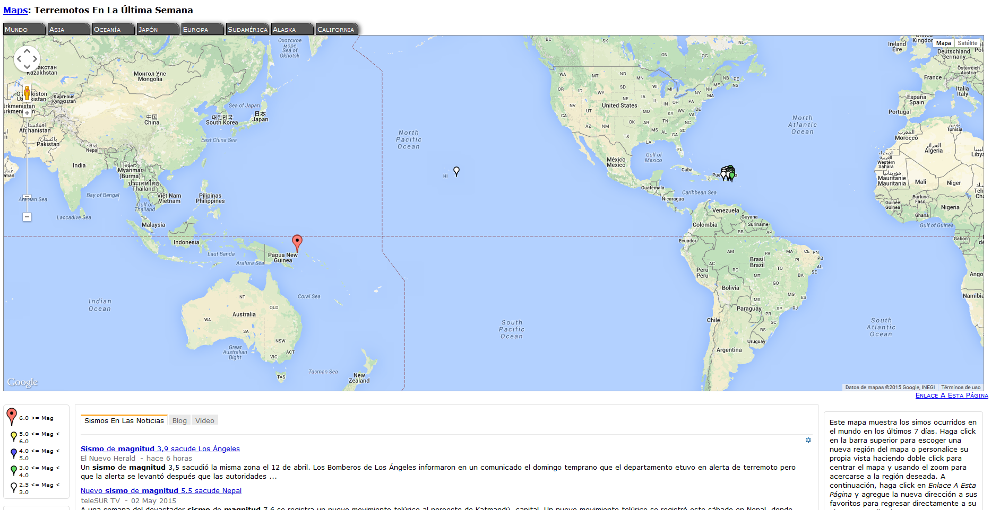 Maps: Terremotos En La Última Semana
Mundo Asia Oceanía Japón Europa Sudamérica Alaska California
Mapa Satélite
Охотское
море
Sea of
Okhotsk
Kazakhstan
Монгол Улс
Mongolia
Киргизия
Kyrgyzstan
中国
China
Sea of Japan
대한민국
South Korea
日本
Japan
East China Sea
Afghanistan
Pakistan
नेपाल
Nepal
India
Myanmar
(Burma)
ประเทศไทย
Thailand
Việt Nam
Vietnam
Pilipinas
Philippines
Arabian Sea
Bay of Bengal
Gulf of
Thailand
Laccadive Sea
Malaysia
Indonesia
Laut Banda
Arafura Sea
Papua New
Guinea
Indian
Ocean
Coral Sea
NT
QLD
WA
Australia
SA
NSW
ACT
VIC
TAS
Great
Australian
Bight
Tasman Sea
New
Zealand
North
Pacific
Ocean
HI
South
Pacific
Ocean
BC SK NL
ON QC
WA MT ND MN NB PE
OR ID SD WI MI ME NS
WY NY NH
MA
NE IA IL OH PA
NV UT United States IN DE
CA MO KY WV VA
AZ NM OK AR TN NC
MS AL SC
TX GA
LA
FL
México
Mexico
Gulf of
Mexico
Cuba
Guatemala
Caribbean Sea
Nicaragua
Venezuela
Guyana
Colombia
Suriname
RR AP
Ecuador
AM PA MA CE RN
PB
PI
Brasil
Brazil
AC
AL
TO
SE
Perú
Peru
RO
MT
BA
GO
Bolivia
MG
ES
MS
Paraguay
SP RJ
PR
SC
Chile
RS
Uruguay
Argentina
North
Atlantic
Ocean
South
Atlantic
Ocean
Ireland
Éire
Kingdom
Deutschland
Germany
Österreich
Austria
France
Italia
Italy
España
Spain
Portugal
تونس
Tunisia
المغرب
Morocco
الجزائر
Algeria
الصحراء
الغربية
Western
Sahara
موريتانيا
Mauritania
Mali
Niger
Burkina
Faso
Guinée
Guinea
Nigeria
Ghana
Gulf of Guinea
Gabon
Google
Datos de mapas ©2015 Google, INEGI Términos de uso
Enlace A Esta Página
6.0 >= Mag
5.0 <= Mag <
6.0
4.0 <= Mag <
5.0
3.0 <= Mag <
4.0
2.5 <= Mag <
3.0
Sismos En Las Noticias Blog Vídeo
Sismo de magnitud 3,9 sacude Los Ángeles
El Nuevo Herald - hace 6 horas
Un sismo de magnitud 3,5 sacudió la misma zona el 12 de abril. Los Bomberos de Los Ángeles informaron en un comunicado el domingo temprano que el departamento etuvo en alerta de terremoto pero
que la alerta se levantó después que las autoridades ...
Nuevo sismo de magnitud 5.5 sacude Nepal
teleSUR TV - 02 May 2015
A una semana del devastador sismo de magnitud 7,6 se registra un nuevo movimiento telúrico al noroeste de Katmandú, capital. Un nuevo movimiento telúrico se registró este sábado en Nepal, donde
Este mapa muestra los simos ocurridos en
el mundo en los últimos 7 días. Haga click
en la barra superior para escoger una
nueva región del mapa o personalice su
propia vista haciendo doble click para
centrar el mapa y usando el zoom para
acercarse a la región deseada. A
continuación, haga click en Enlace A Esta
Página y agregue la nueva dirección a sus
favoritos para regresar directamente a su